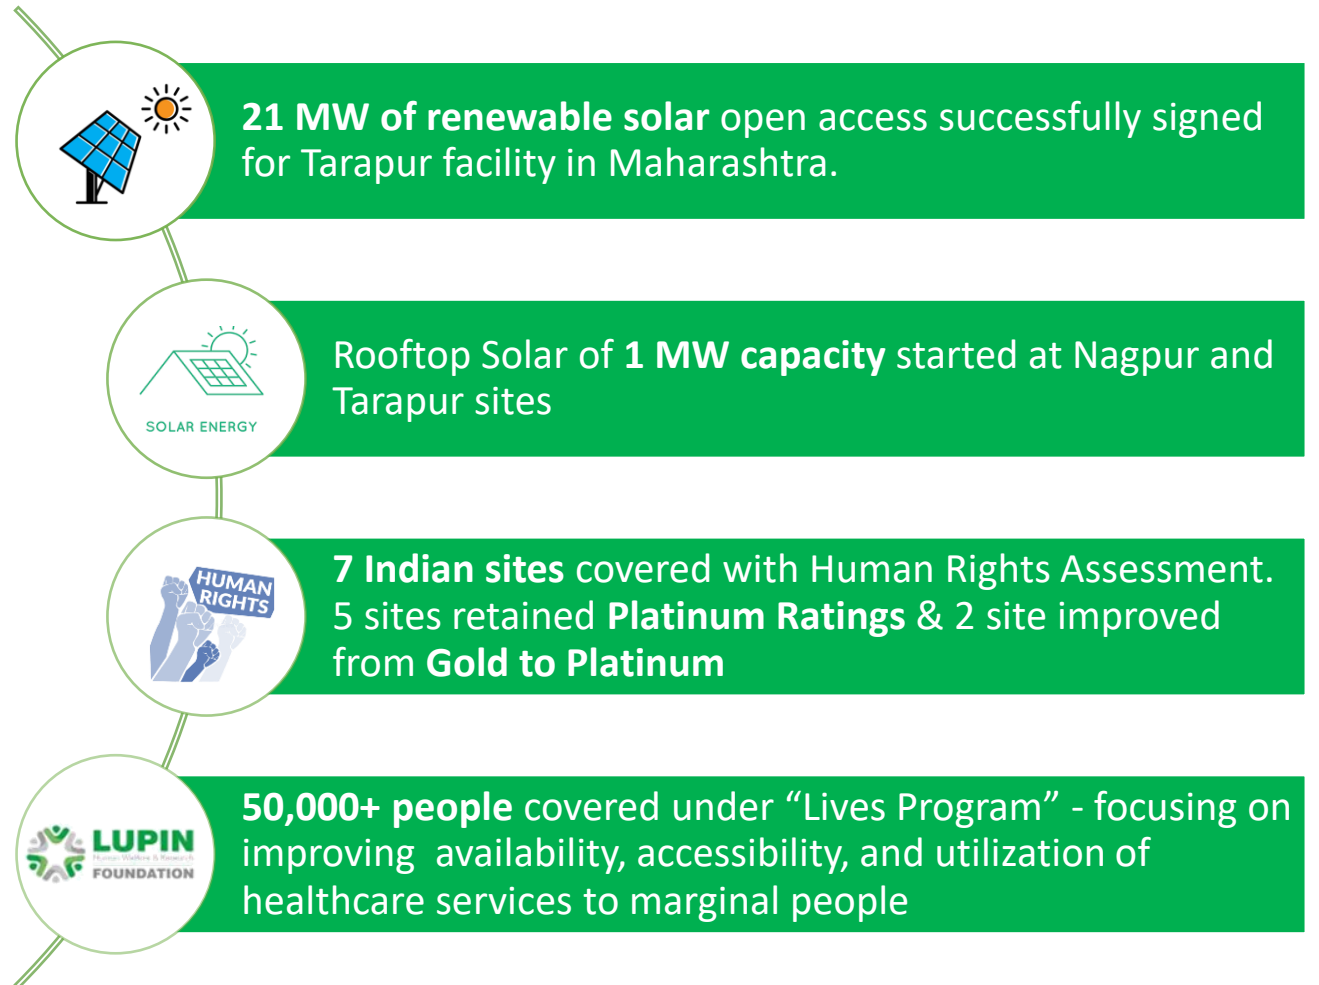 21 MW of renewable solar open access successfully signed
for Tarapur facility in Maharashtra.
SOLAR ENERGY
Rooftop Solar of 1 MW capacity started at Nagpur and
Tarapur sites
HUMAN
RIGHTS
7 Indian sites covered with Human Rights Assessment.
5 sites retained Platinum Ratings & 2 site improved
from Gold to Platinum
LUPIN
Human Welfare & Research
FOUNDATION
50,000+ people covered under “Lives Program” - focusing on
improving  availability, accessibility, and utilization of
healthcare services to marginal people